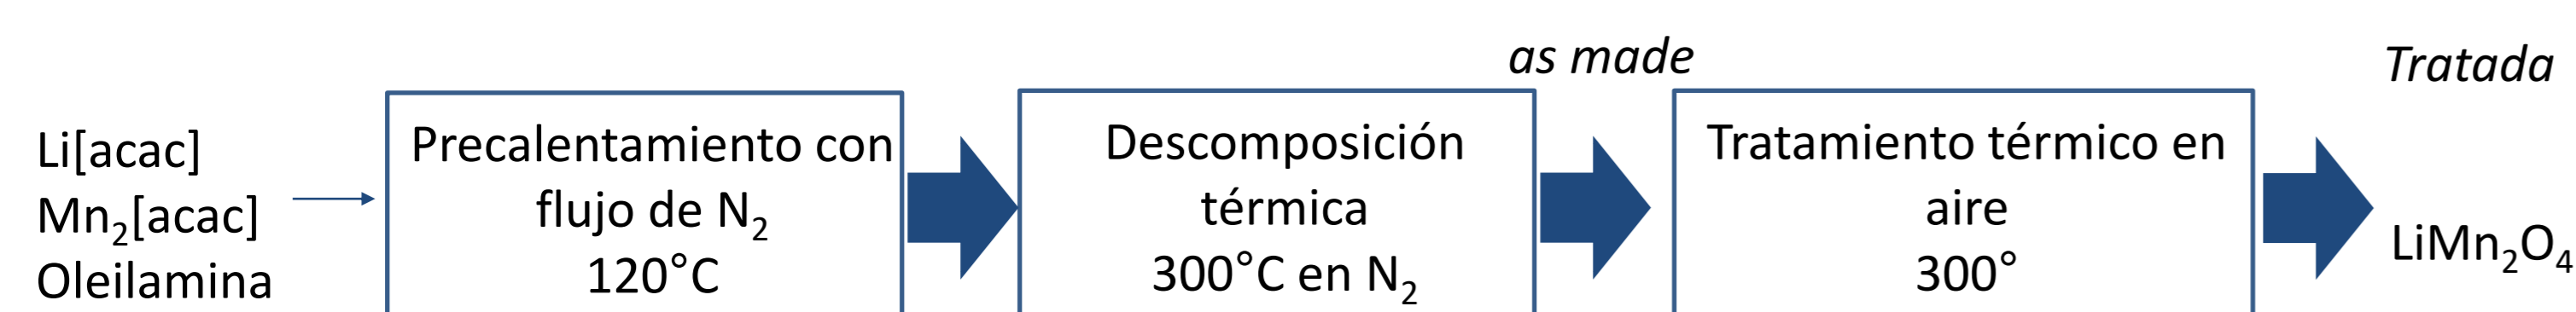 Li[acac]
Mn₂[acac]
Oleilamina
Precalentamiento con
flujo de N₂
120°C
Descomposición
térmica
300°C en N₂
as made
Tratamiento térmico en
aire
300°
Tratada
LiMn₂O₄